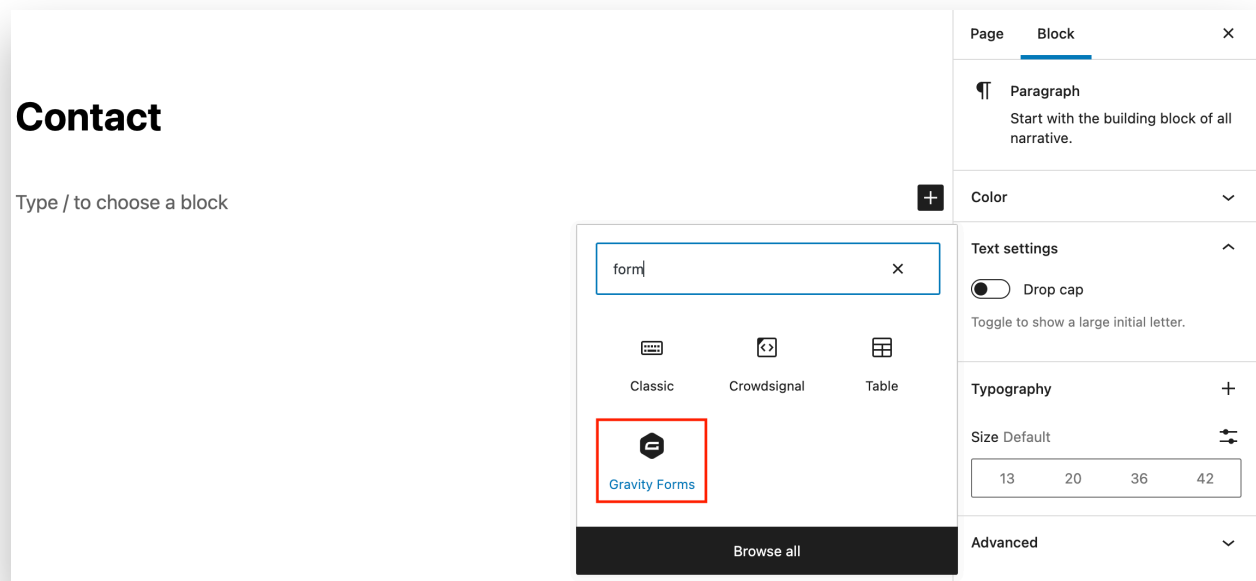 Contact
Type / to choose a block
form
Classic
Crowdsignal
Table
Gravity Forms
Browse all
Page
Block
Paragraph
Start with the building block of all
narrative.
Color
Text settings
Drop cap
Toggle to show a large initial letter.
Typography
Size Default
13 20 36 42
Advanced